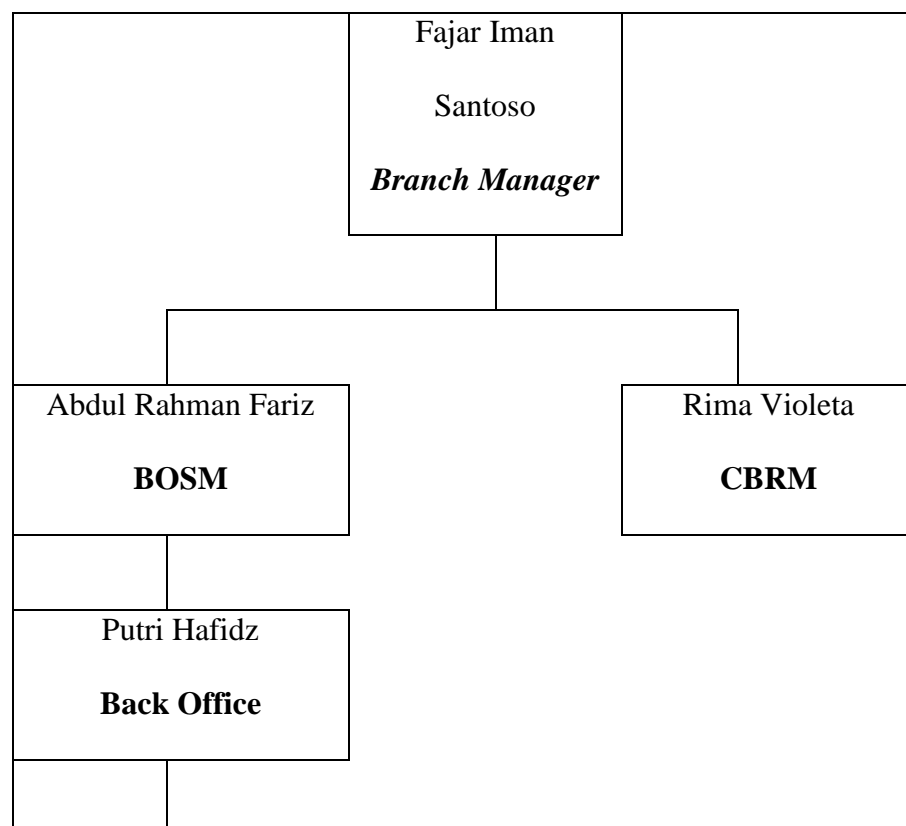 Fajar Iman
Santoso
Branch Manager
Abdul Rahman Fariz
BOSM
Rima Violeta
CBRM
Putri Hafidz
Back Office